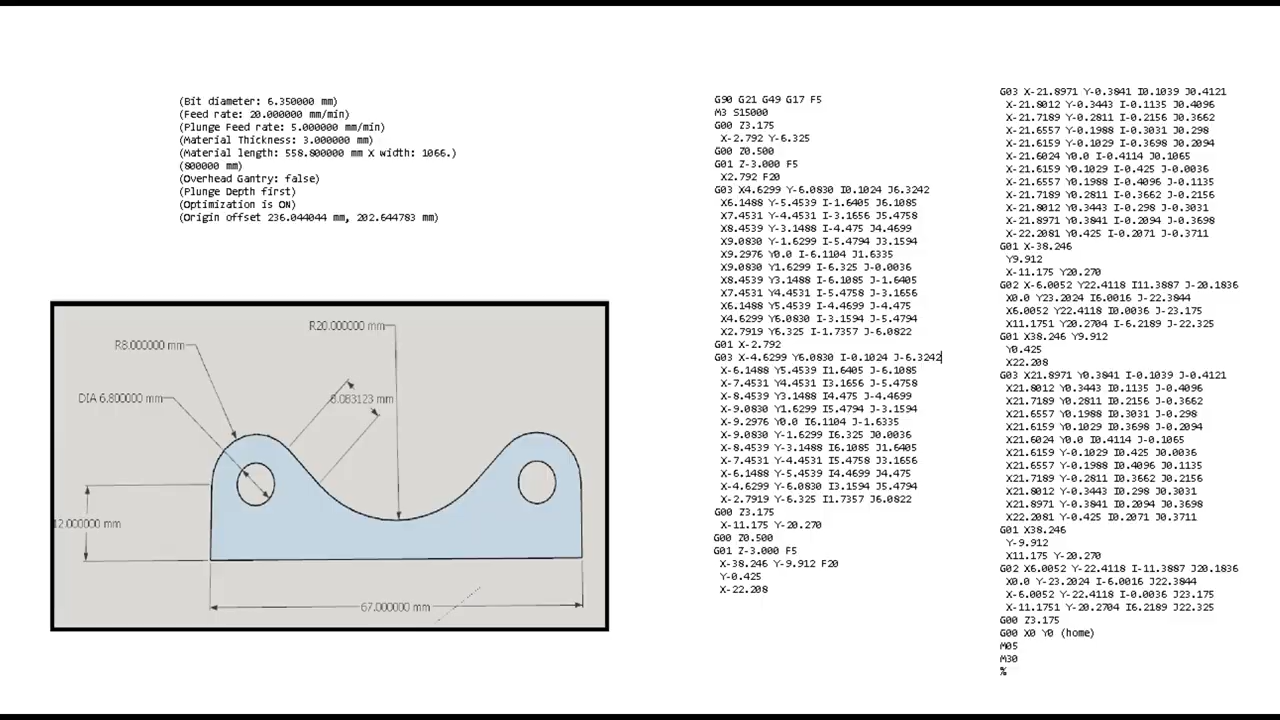 (Bit diameter: 6.350000 mm)
(Feed rate: 20.000000 mm/min)
(Plunge Feed rate: 5.000000 mm/min)
(Material Thickness: 3.000000 mm)
(Material length: 558.800000 mm X width: 1066.)
(800000 mm)
(Overhead Gantry: false)
(Plunge Depth first)
(Optimization is ON)
(Origin offset 236.044044 mm, 202.644783 mm)
R20.000000 mm
R8.000000 mm
DIA 6.800000 mm
8.083123 mm
12.000000 mm
67.000000 mm
G90 G21 G49 G17 F5
M3 S15000
G00 Z3.175
X-2.792 Y-6.325
G00 Z0.500
G01 Z-3.000 F5
X2.792 F20
G03 X4.6299 Y-6.0830 I0.1024 J6.3242
X6.1488 Y-5.4539 I-1.6405 J6.1085
X7.4531 Y-4.4531 I-3.1656 J5.4758
X8.4539 Y-3.1488 I-4.475 J4.4699
X9.0830 Y-1.6299 I-5.4794 J3.1594
X9.2976 Y0.0 I-6.1104 J1.6335
X9.0830 Y1.6299 I-6.325 J-0.0036
X8.4539 Y3.1488 I-6.1085 J-1.6405
X7.4531 Y4.4531 I-5.4758 J-3.1656
X6.1488 Y5.4539 I-4.4699 J-4.475
X4.6299 Y6.0830 I-3.1594 J-5.4794
X2.7919 Y6.325 I-1.7357 J-6.0822
G01 X-2.792
G03 X-4.6299 Y6.0830 I-0.1024 J-6.3242
X-6.1488 Y5.4539 I1.6405 J-6.1085
X-7.4531 Y4.4531 I3.1656 J-5.4758
X-8.4539 Y3.1488 I4.475 J-4.4699
X-9.0830 Y1.6299 I5.4794 J-3.1594
X-9.2976 Y0.0 I6.1104 J-1.6335
X-9.0830 Y-1.6299 I6.325 J0.0036
X-8.4539 Y-3.1488 I6.1085 J1.6405
X-7.4531 Y-4.4531 I5.4758 J3.1656
X-6.1488 Y-5.4539 I4.4699 J4.475
X-4.6299 Y-6.0830 I3.1594 J5.4794
X-2.7919 Y-6.325 I1.7357 J6.0822
G00 Z3.175
X-11.175 Y-20.270
G00 Z0.500
G01 Z-3.000 F5
X-38.246 Y-9.912 F20
Y-0.425
X-22.208
G03 X-21.8971 Y-0.3841 I0.1039 J0.4121
X-21.8012 Y-0.3443 I-0.1135 J0.4096
X-21.7189 Y-0.2811 I-0.2156 J0.3662
X-21.6557 Y-0.1988 I-0.3031 J0.298
X-21.6159 Y-0.1029 I-0.3698 J0.2094
X-21.6024 Y0.0 I-0.4114 J0.1065
X-21.6159 Y0.1029 I-0.425 J-0.0036
X-21.6557 Y0.1988 I-0.4096 J-0.1135
X-21.7189 Y0.2811 I-0.3662 J-0.2156
X-21.8012 Y0.3443 I-0.298 J-0.3031
X-21.8971 Y0.3841 I-0.2094 J-0.3698
X-22.2081 Y0.425 I-0.2071 J-0.3711
G01 X-38.246
Y9.912
X-11.175 Y20.270
G02 X-6.0052 Y22.4118 I11.3887 J-20.1836
X0.0 Y23.2024 I6.0016 J-22.3844
X6.0052 Y22.4118 I0.0036 J-23.175
X11.1751 Y20.2704 I-6.2189 J-22.325
G01 X38.246 Y9.912
Y0.425
X22.208
G03 X21.8971 Y0.3841 I-0.1039 J-0.4121
X21.8012 Y0.3443 I0.1135 J-0.4096
X21.7189 Y0.2811 I0.2156 J-0.3662
X21.6557 Y0.1988 I0.3031 J-0.298
X21.6159 Y0.1029 I0.3698 J-0.2094
X21.6024 Y0.0 I0.4114 J-0.1065
X21.6159 Y-0.1029 I0.425 J0.0036
X21.6557 Y-0.1988 I0.4096 J0.1135
X21.7189 Y-0.2811 I0.3662 J0.2156
X21.8012 Y-0.3443 I0.298 J0.3031
X21.8971 Y-0.3841 I0.2094 J0.3698
X22.2081 Y-0.425 I0.2071 J0.3711
G01 X38.246
Y-9.912
X11.175 Y-20.270
G02 X6.0052 Y-22.4118 I-11.3887 J20.1836
X0.0 Y-23.2024 I-6.0016 J22.3844
X-6.0052 Y-22.4118 I-0.0036 J23.175
X-11.1751 Y-20.2704 I6.2189 J22.325
G00 Z3.175
G00 X0 Y0 (home)
M05
M30
%